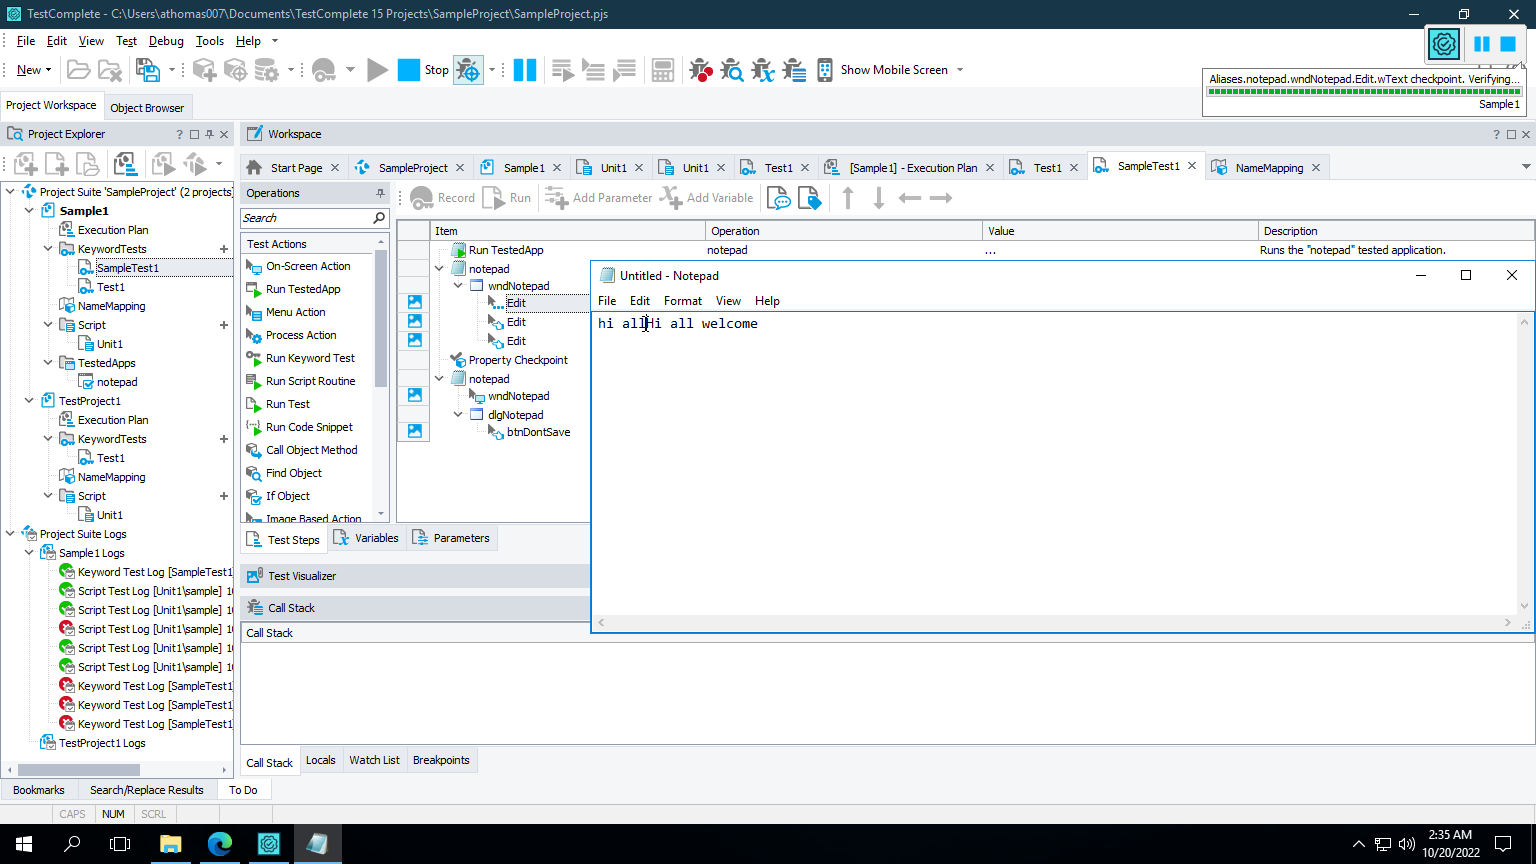 TestComplete - C:\Users\athomas007\Documents\TestComplete 15 Projects\SampleProject\SampleProject.pjs
File Edit View Test Debug Tools Help
New Stop Show Mobile Screen
Aliases.notepad.wndNotepad.Edit.wText checkpoint. Verifying...
Sample1
Project Workspace Object Browser
Project Explorer
Workspace
Start Page SampleProject Sample1 Unit1 Unit1 Test1 [Sample1] - Execution Plan Test1 SampleTest1 NameMapping
Project Suite 'SampleProject' (2 projects)
Sample1
Execution Plan
KeywordTests
SampleTest1
Test1
NameMapping
Script
Unit1
TestedApps
notepad
TestProject1
Execution Plan
KeywordTests
Test1
NameMapping
Script
Unit1
Project Suite Logs
Sample1 Logs
Keyword Test Log [SampleTest1]
Script Test Log [Unit1\sample] 10
Script Test Log [Unit1\sample] 10
Script Test Log [Unit1\sample] 10
Script Test Log [Unit1\sample] 10
Script Test Log [Unit1\sample] 10
Keyword Test Log [SampleTest1]
Keyword Test Log [SampleTest1]
Keyword Test Log [SampleTest1]
TestProject1 Logs
Operations
Search
Test Actions
On-Screen Action
Run TestedApp
Menu Action
Process Action
Run Keyword Test
Run Script Routine
Run Test
Run Code Snippet
Call Object Method
Find Object
If Object
Image Based Action
Record Run Add Parameter Add Variable
Item Operation Value Description
Run TestedApp notepad ... Runs the "notepad" tested application.
notepad
wndNotepad
Edit
Edit
Edit
Property Checkpoint
notepad
wndNotepad
dlgNotepad
btnDontSave
Untitled - Notepad
File Edit Format View Help
hi allHi all welcome
Test Steps Variables Parameters
Test Visualizer
Call Stack
Call Stack
Call Stack Locals Watch List Breakpoints
Bookmarks Search/Replace Results To Do
CAPS NUM SCRL
2:35 AM
10/20/2022